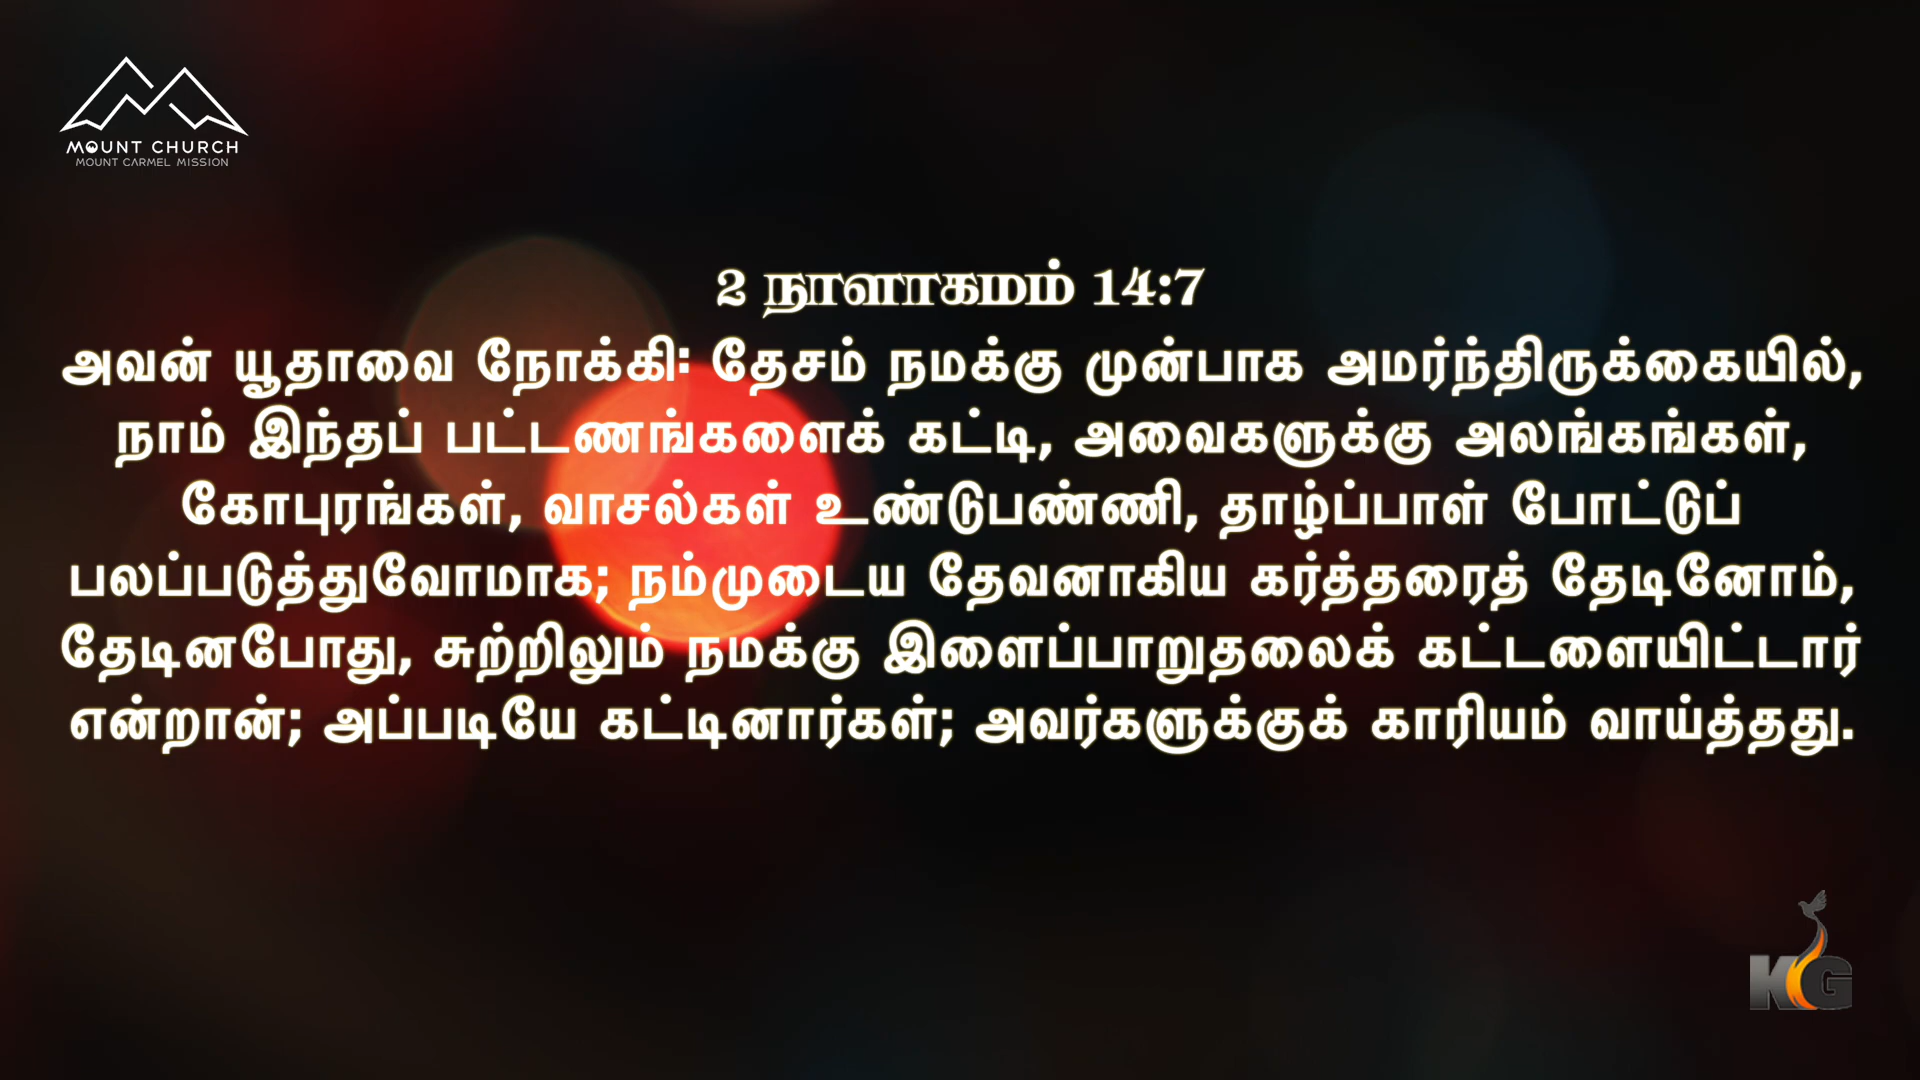 MOUNT CHURCH
MOUNT CARMEL MISSION
2 நாளாகமம் 14:7
அவன் யூதாவை நோக்கி: தேசம் நமக்கு முன்பாக அமர்ந்திருக்கையில்,
நாம் இந்தப் பட்டணங்களைக் கட்டி, அவைகளுக்கு அலங்கங்கள்,
கோபுரங்கள், வாசல்கள் உண்டுபண்ணி, தாழ்ப்பாள் போட்டுப்
பலப்படுத்துவோமாக; நம்முடைய தேவனாகிய கர்த்தரைத் தேடினோம்,
தேடினபோது, சுற்றிலும் நமக்கு இளைப்பாறுதலைக் கட்டளையிட்டார்
என்றான்; அப்படியே கட்டினார்கள்; அவர்களுக்குக் காரியம் வாய்த்தது.
KG